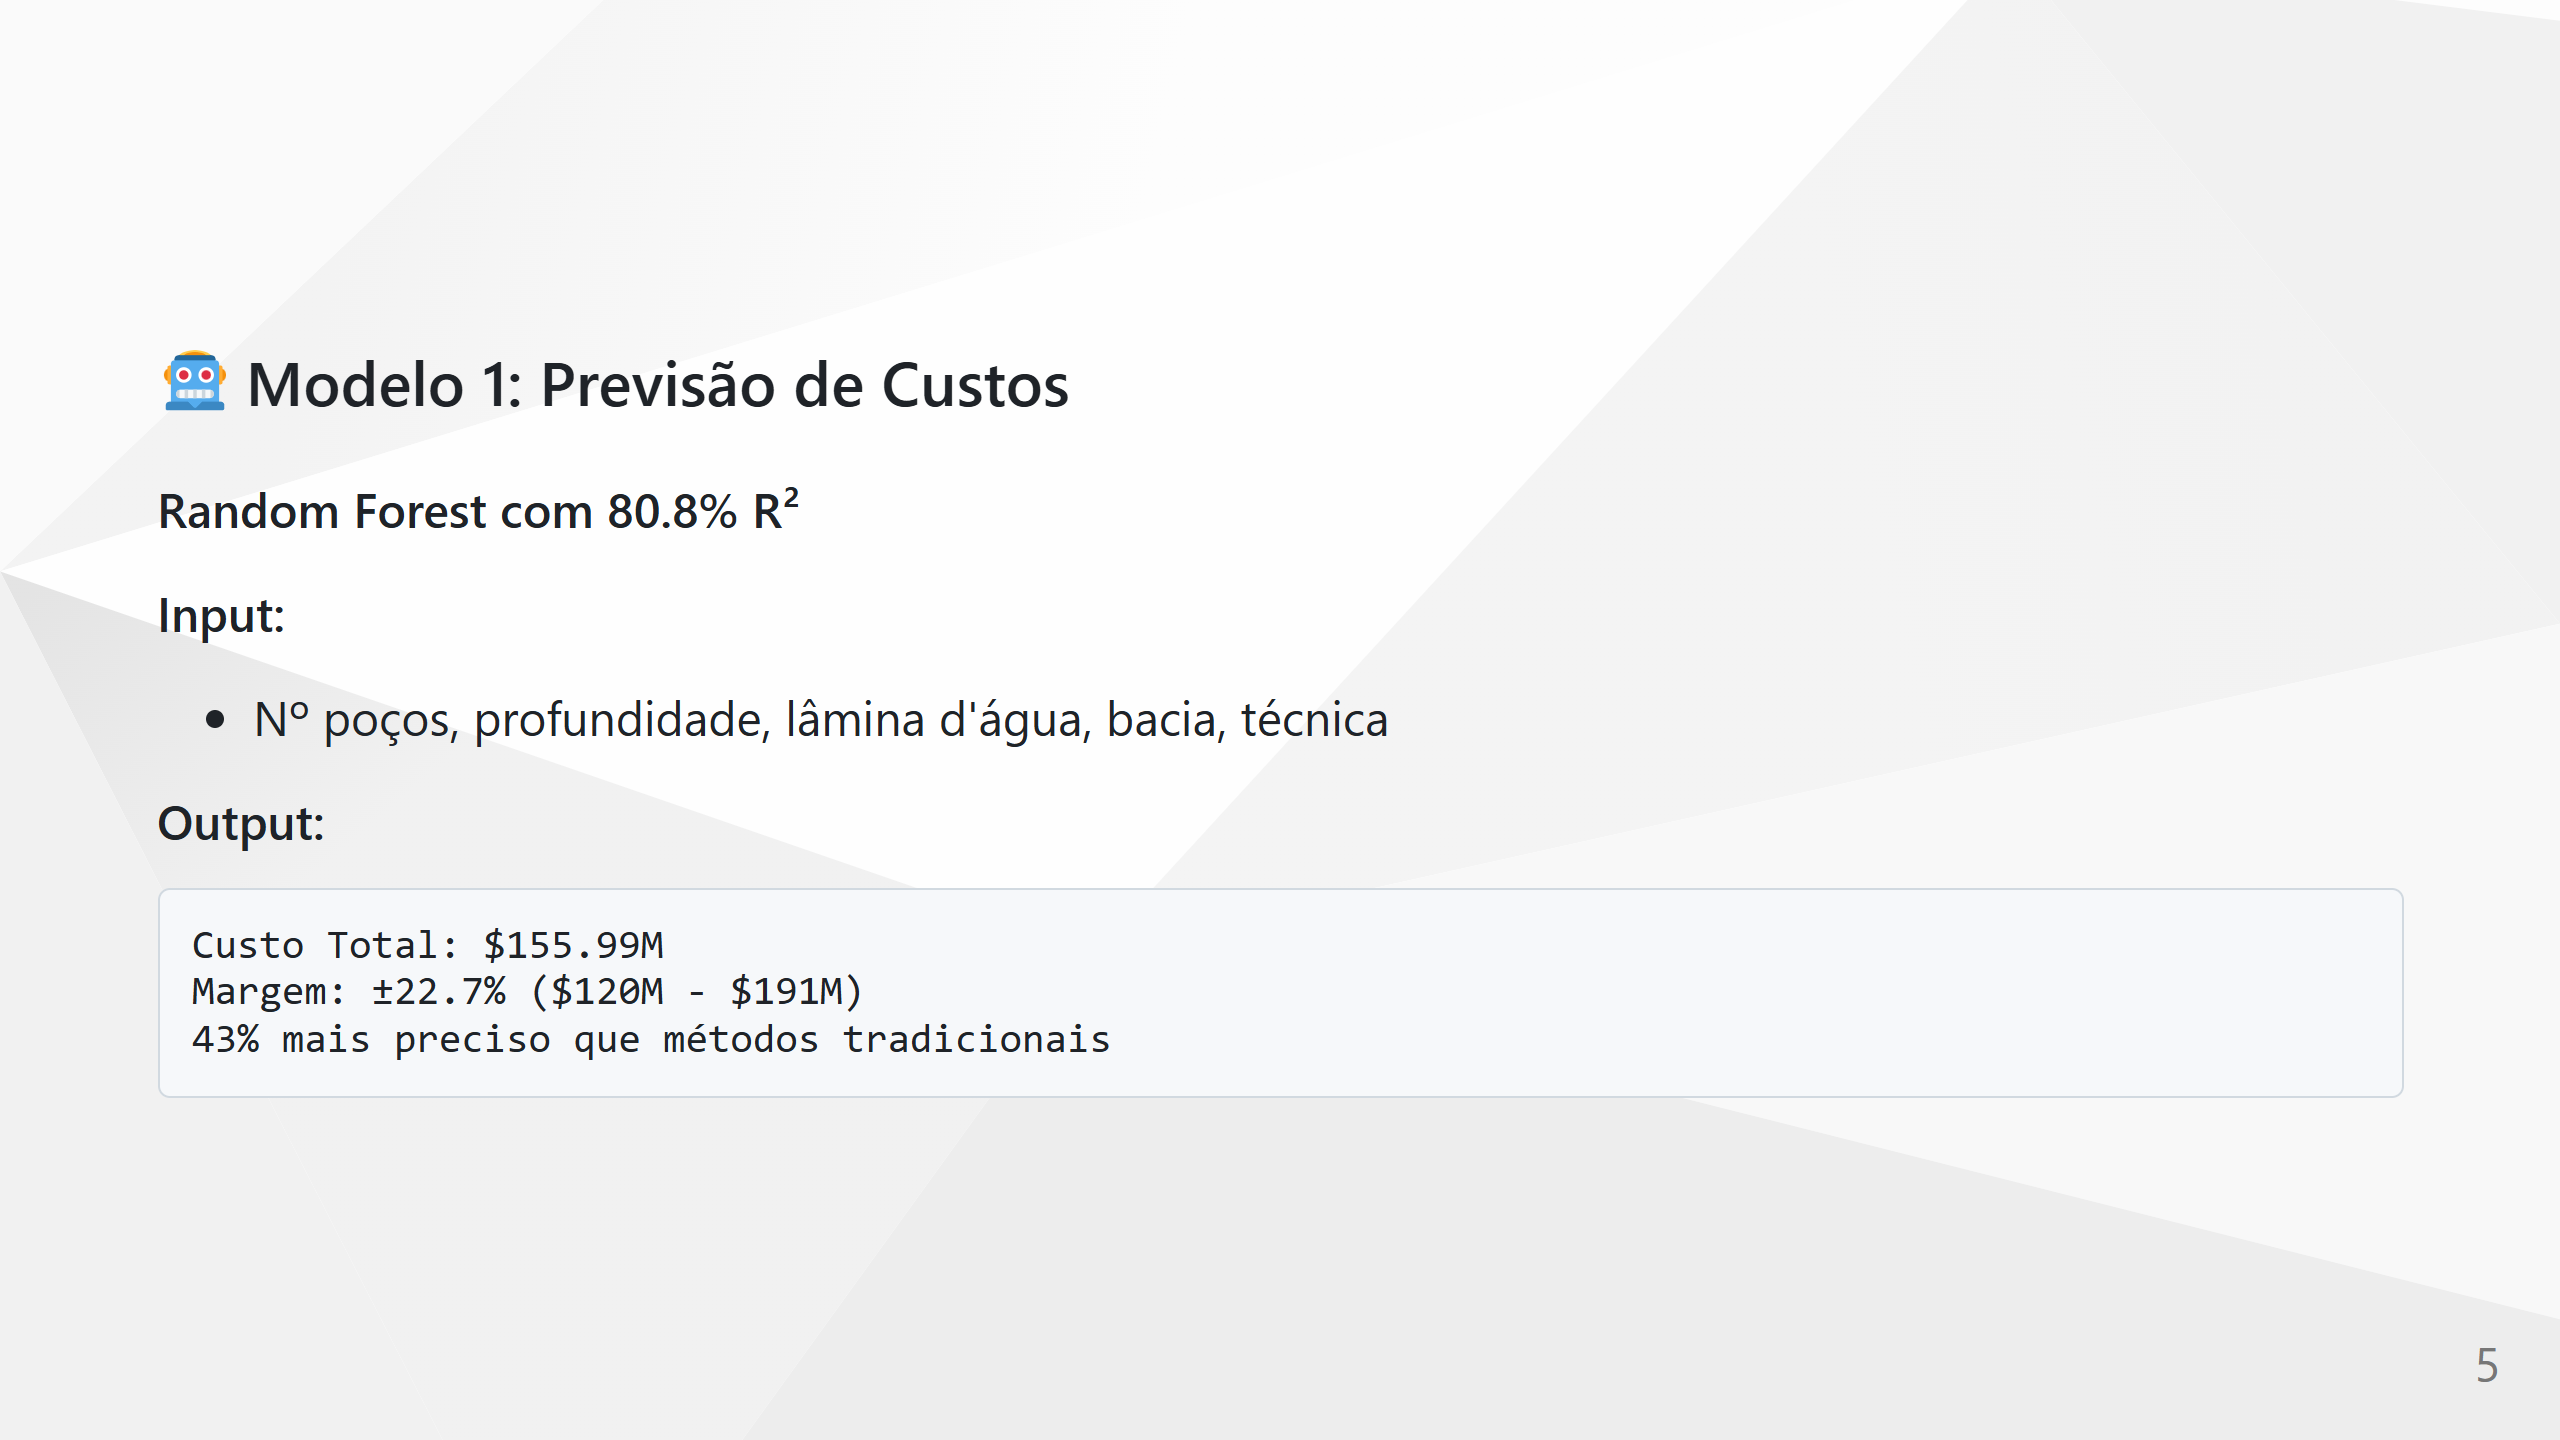 Modelo 1: Previsão de Custos
Random Forest com 80.8% R²
Input:
• Nº poços, profundidade, lâmina d'água, bacia, técnica
Output:
Custo Total: $155.99M
Margem: ±22.7% ($120M - $191M)
43% mais preciso que métodos tradicionais
5